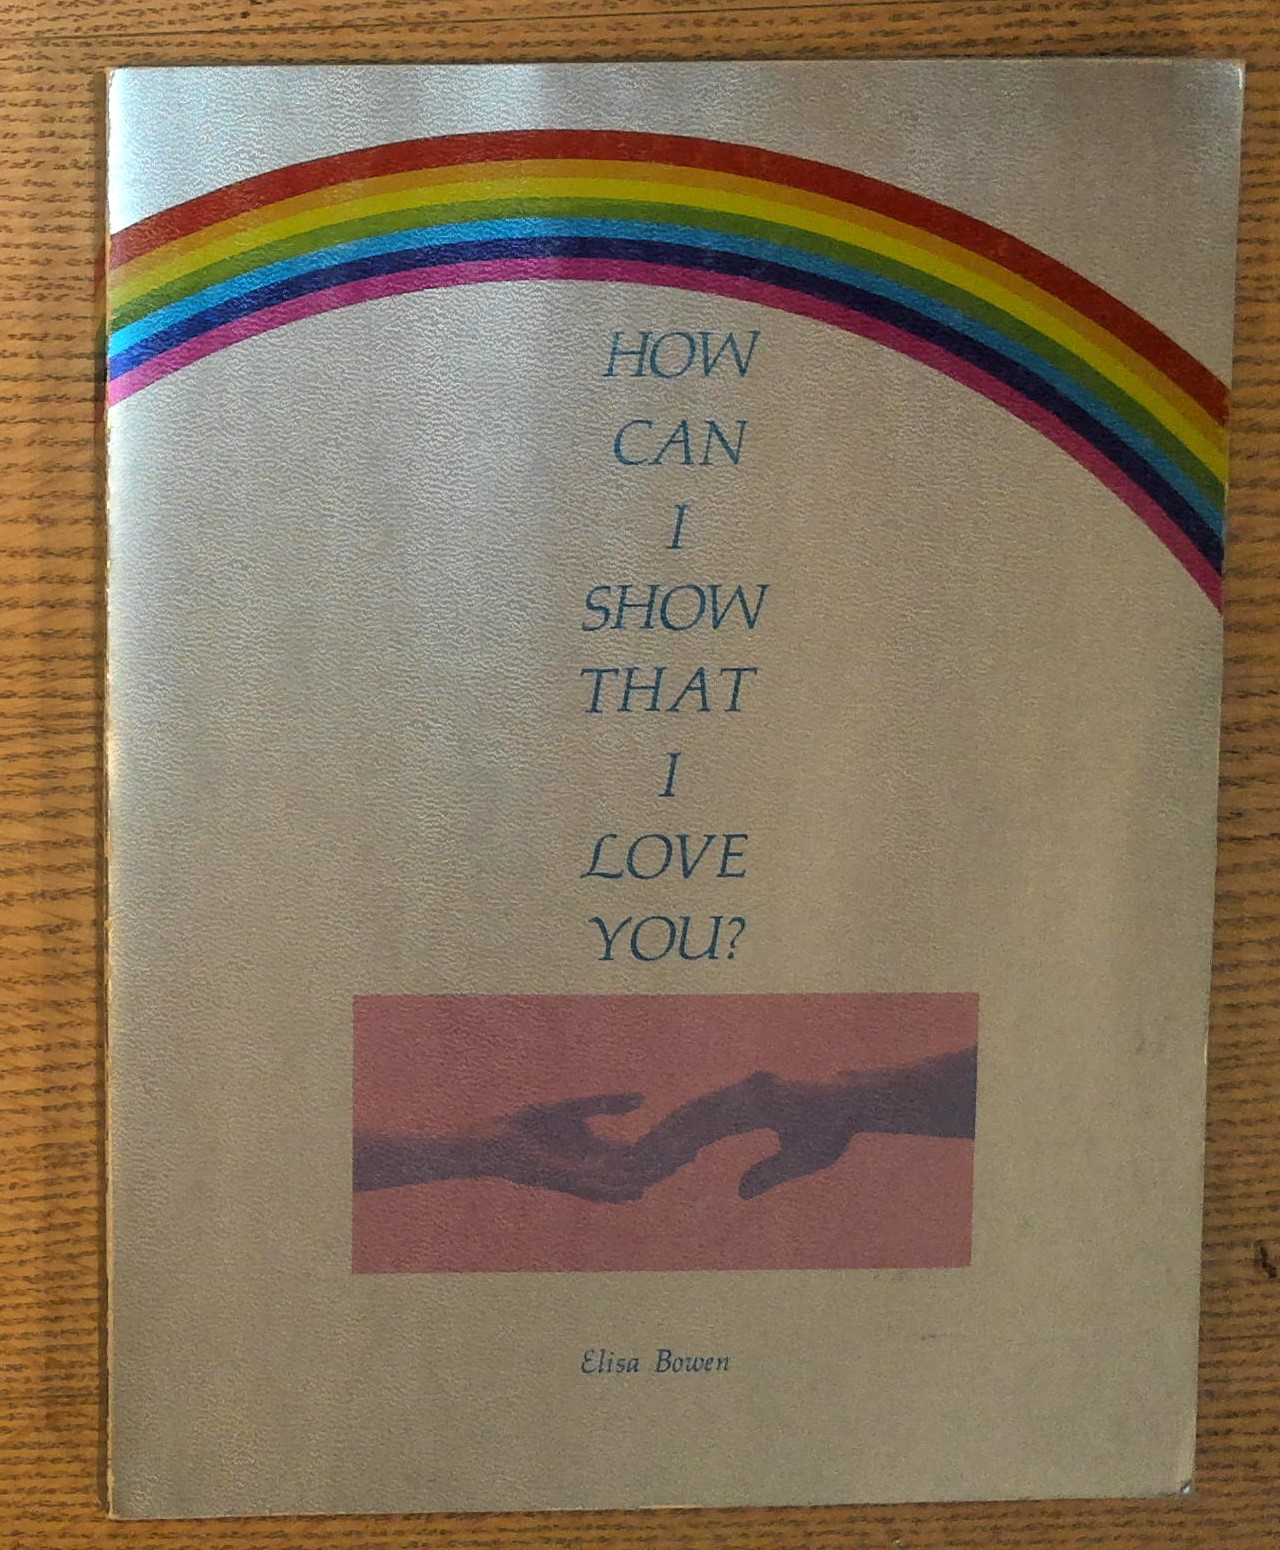 HOW
CAN
I
SHOW
THAT
I
LOVE
YOU?
Elisa Bowen